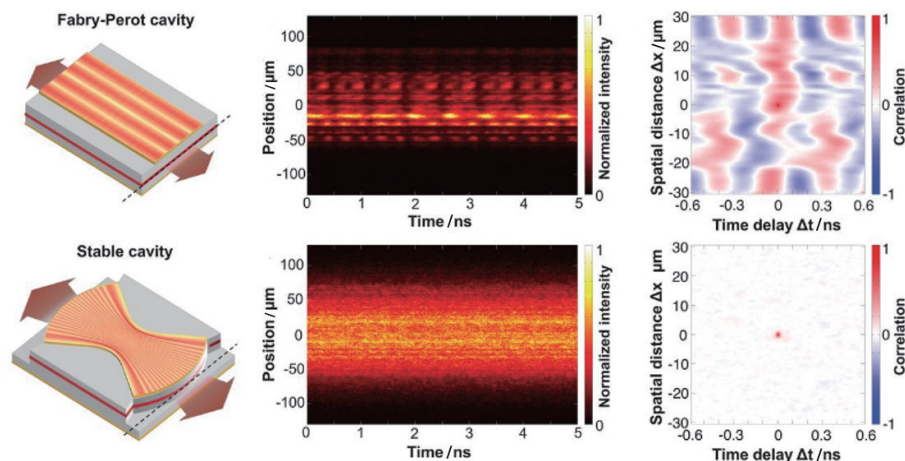 Fabry-Perot cavity
Position /µm
100
50
0
-50
-100
0 1 2 3 4 5
Time /ns
1
0
Normalized intensity
Spatial distance Δx /µm
30
20
10
0
-10
-20
-30
-0.6 -0.3 0 0.3 0.6
Time delay Δt /ns
1
0
-1
Correlation
Stable cavity
Position /µm
100
50
0
-50
-100
0 1 2 3 4 5
Time /ns
1
0
Normalized intensity
Spatial distance Δx µm
30
20
10
0
-10
-20
-30
-0.6 -0.3 0 0.3 0.6
Time delay Δt /ns
1
0
-1
Correlation